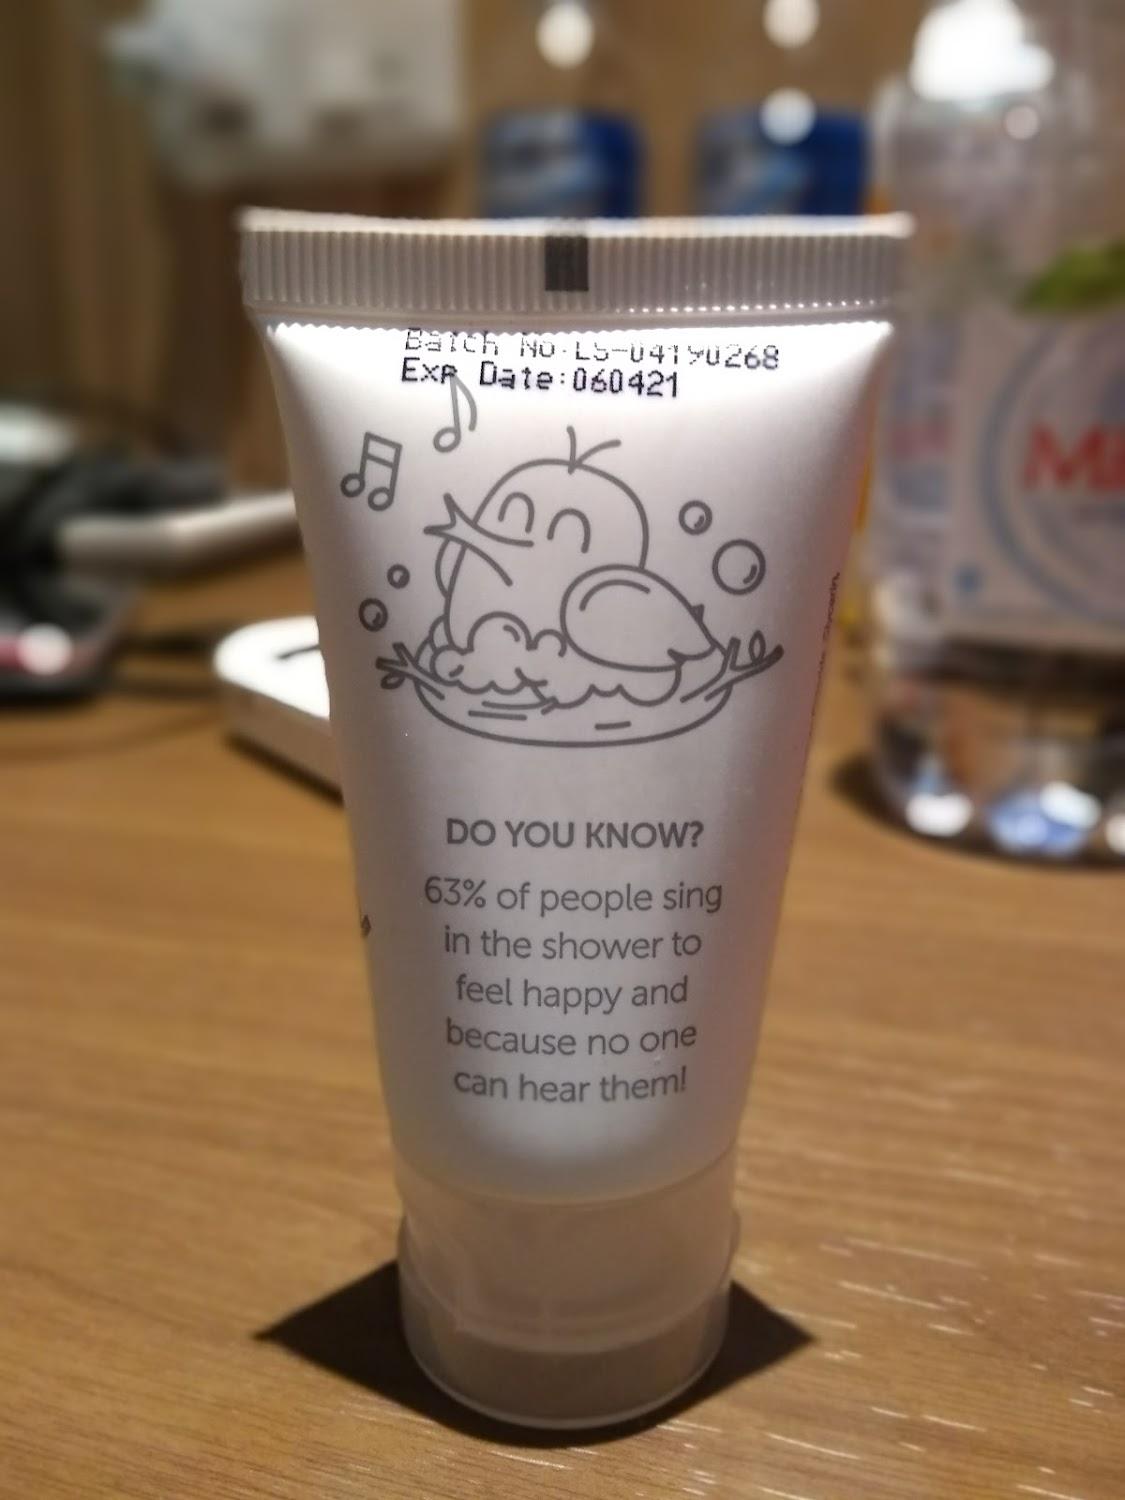 Batch No:LS-04190268
Exp Date:060421
DO YOU KNOW?
63% of people sing
in the shower to
feel happy and
because no one
can hear them!